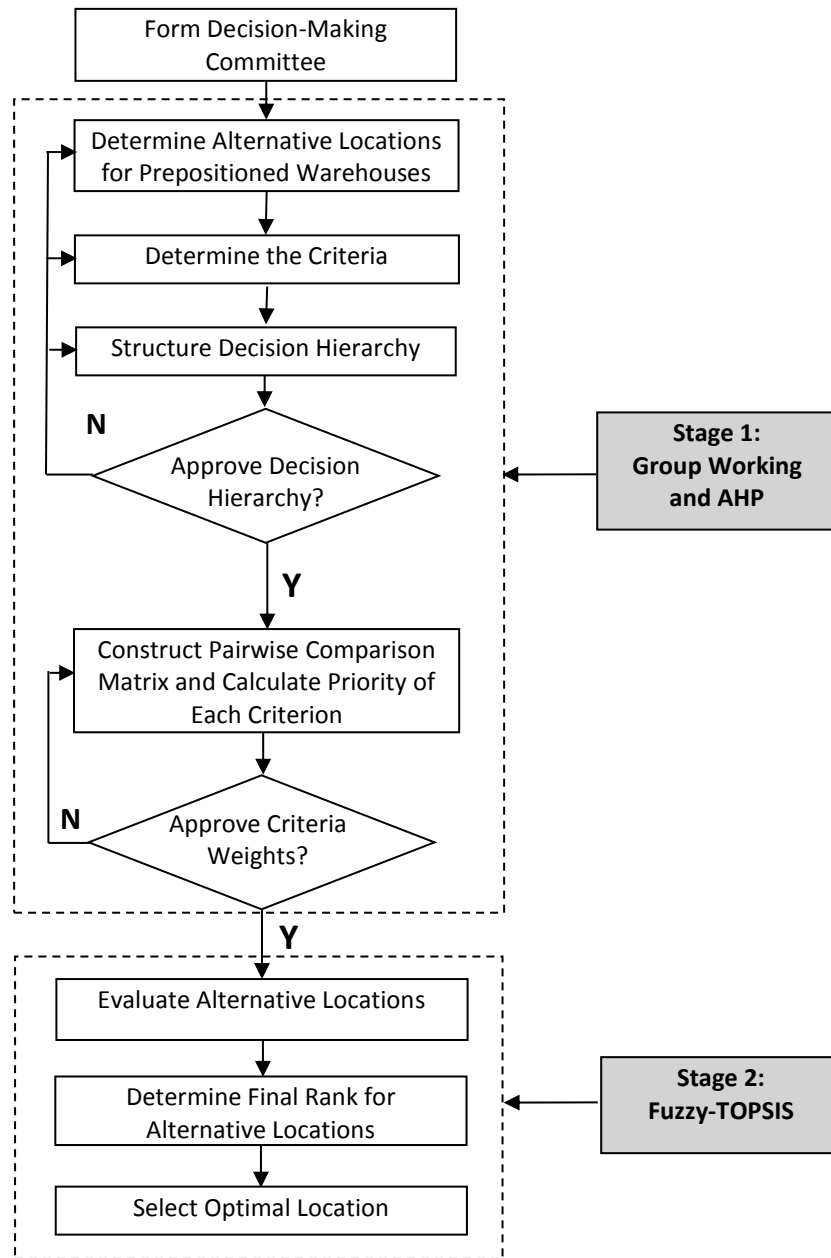 Form Decision-Making
Committee
Determine Alternative Locations
for Prepositioned Warehouses
Determine the Criteria
Structure Decision Hierarchy
N
Approve Decision
Hierarchy?
Stage 1:
Group Working
and AHP
Y
Construct Pairwise Comparison
Matrix and Calculate Priority of
Each Criterion
N
Approve Criteria
Weights?
Y
Evaluate Alternative Locations
Determine Final Rank for
Alternative Locations
Stage 2:
Fuzzy-TOPSIS
Select Optimal Location